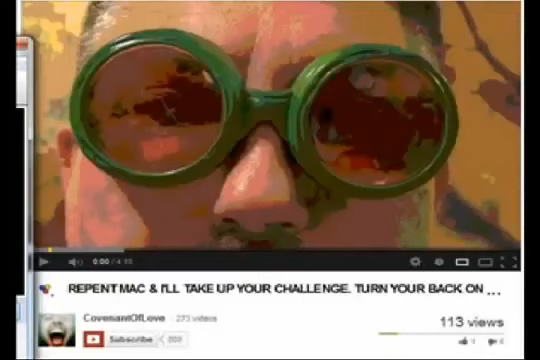 0:00 / 4:15
REPENT MAC & I'LL TAKE UP YOUR CHALLENGE. TURN YOUR BACK ON ...
CovenantOfLove 273 videos
Subscribe
113 views